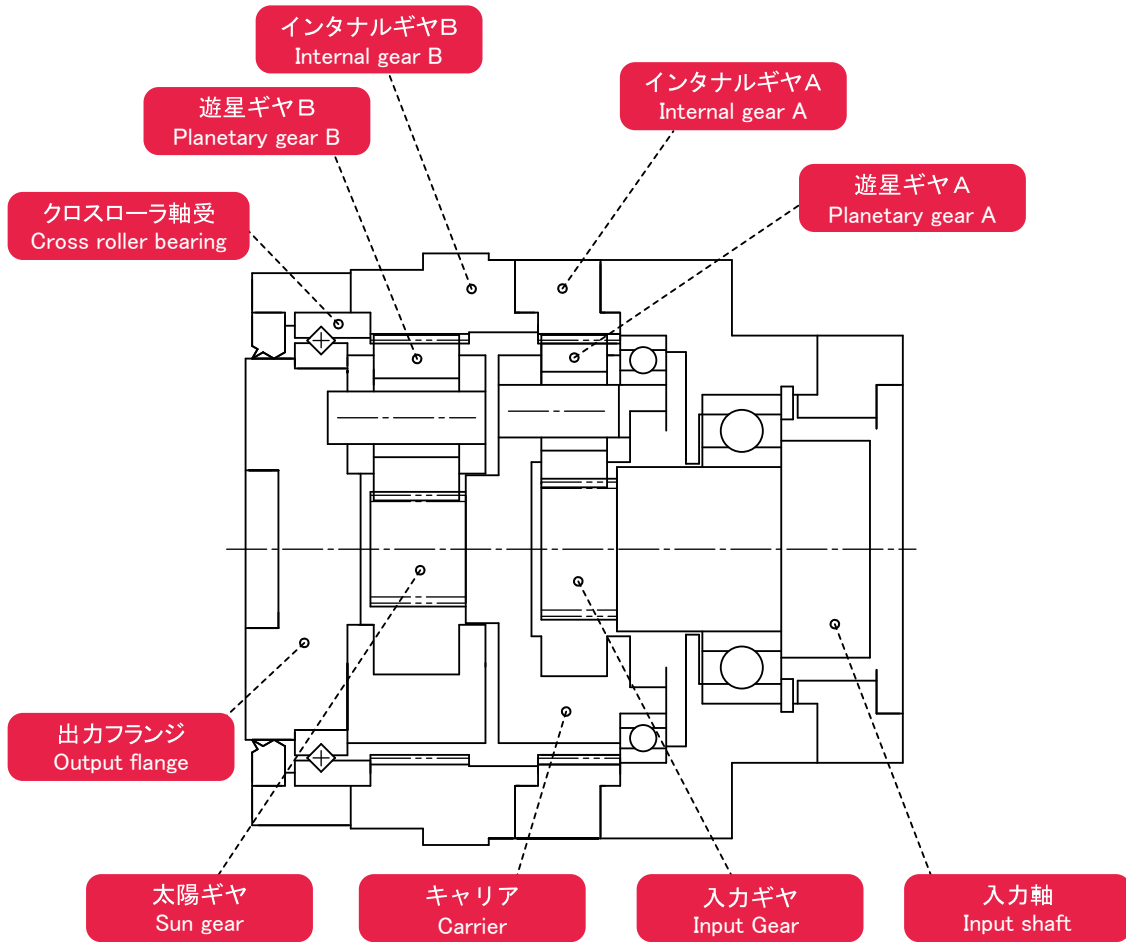 インタナルギヤB
Internal gear B
インタナルギヤA
Internal gear A
遊星ギヤB
Planetary gear B
遊星ギヤA
Planetary gear A
クロスローラ軸受
Cross roller bearing
出力フランジ
Output flange
太陽ギヤ
Sun gear
キャリア
Carrier
入力ギヤ
Input Gear
入力軸
Input shaft